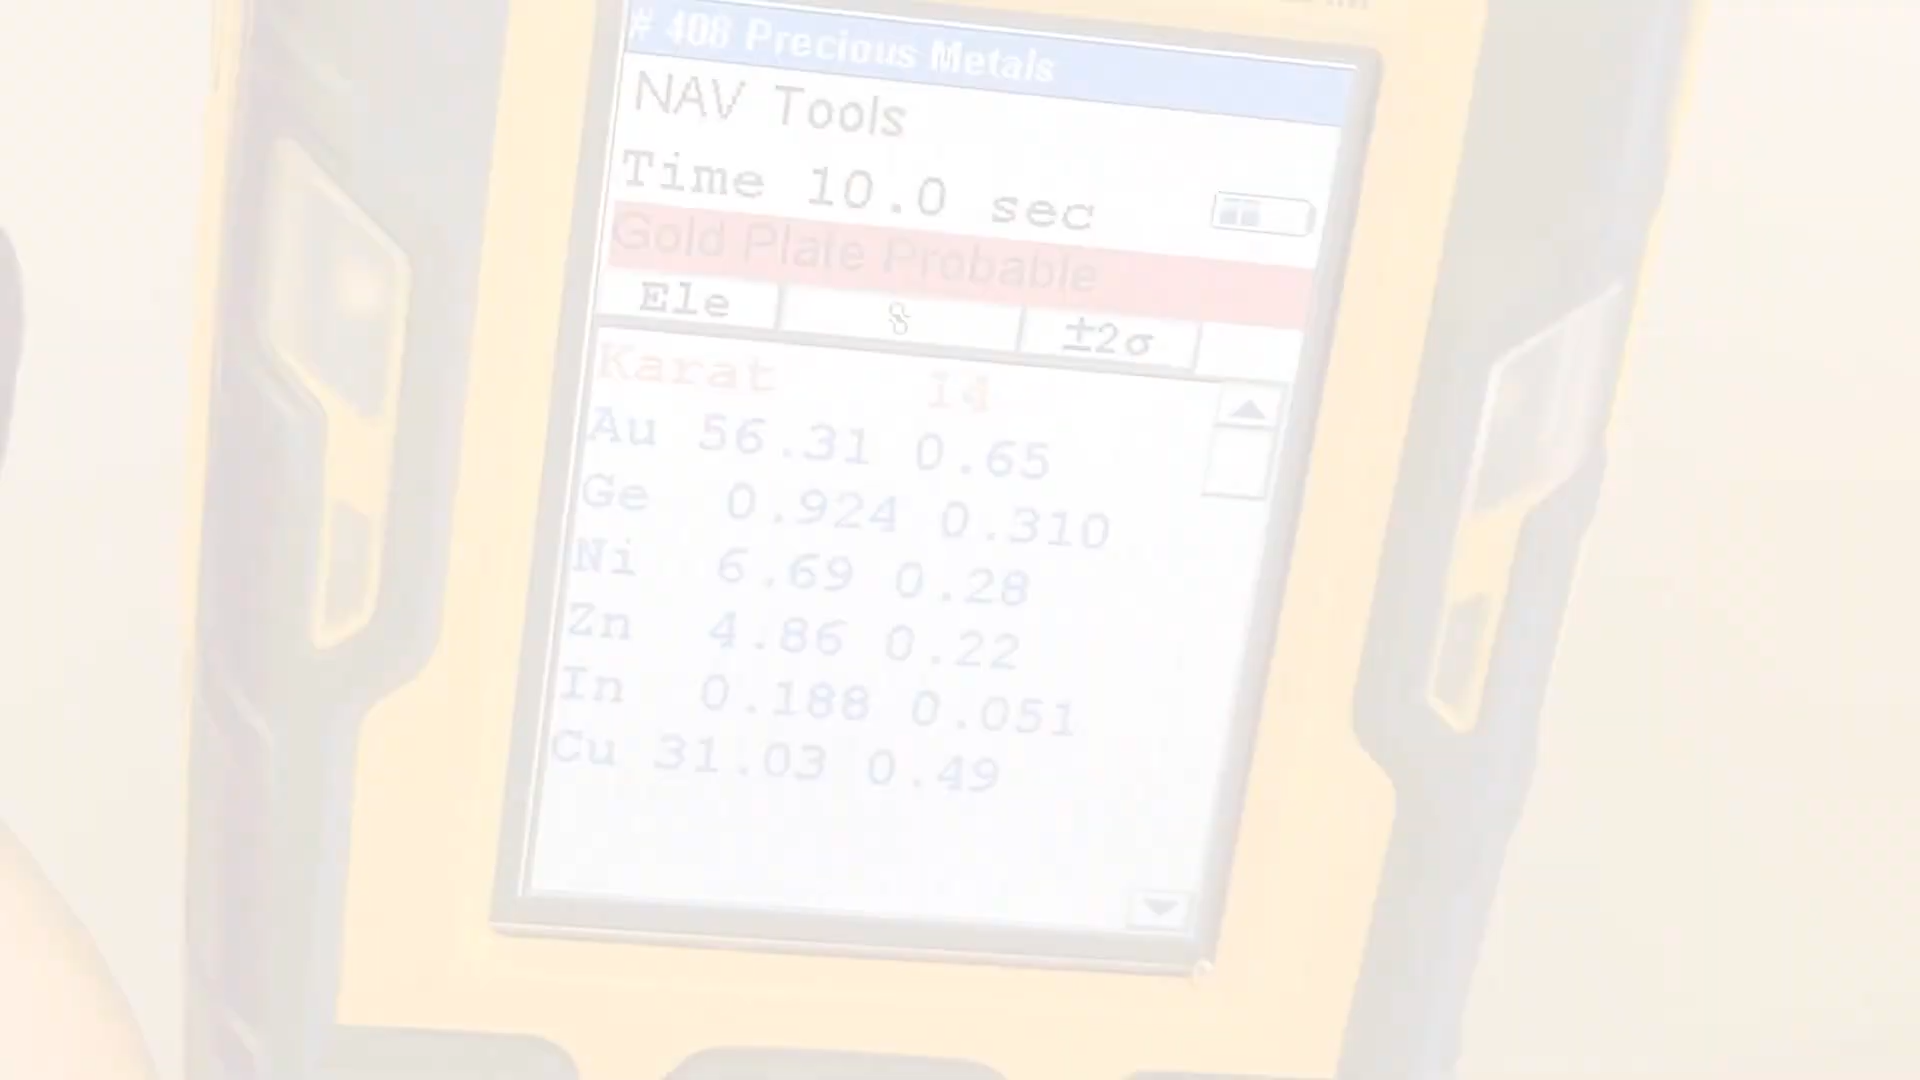 # 408 Precious Metals
NAV Tools
Time 10.0 sec
Gold Plate Probable
Ele % ±2σ
Karat 14
Au 56.31 0.65
Ge 0.924 0.310
Ni 6.69 0.28
Zn 4.86 0.22
In 0.188 0.051
Cu 31.03 0.49